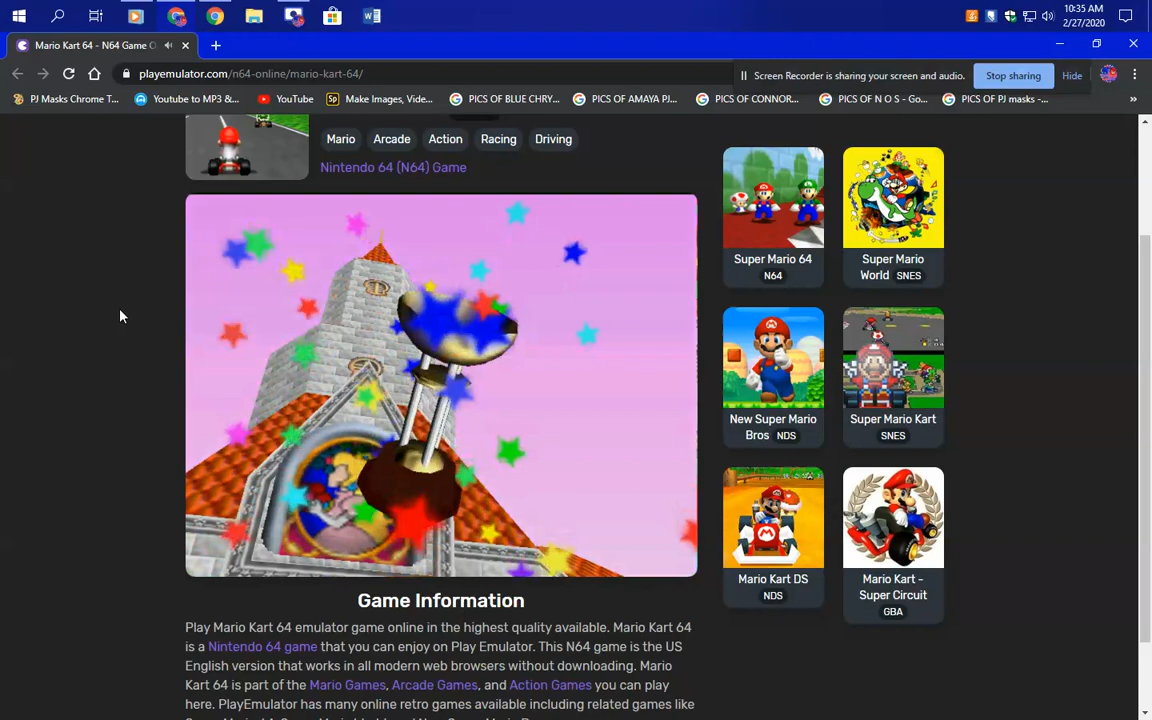 10:35 AM
2/27/2020
Mario Kart 64 - N64 Game O
playemulator.com/n64-online/mario-kart-64/
Screen Recorder is sharing your screen and audio.
Stop sharing
Hide
PJ Masks Chrome T...
Youtube to MP3 &...
YouTube
Sp
Make Images, Vide...
PICS OF BLUE CHRY...
PICS OF AMAYA PJ...
PICS OF CONNOR...
PICS OF N O S - Go...
PICS OF PJ masks -...
Mario
Arcade
Action
Racing
Driving
Nintendo 64 (N64) Game
Super Mario 64
N64
Super Mario
World SNES
New Super Mario
Bros NDS
Super Mario Kart
SNES
Mario Kart DS
NDS
Mario Kart -
Super Circuit
GBA
Game Information
Play Mario Kart 64 emulator game online in the highest quality available. Mario Kart 64
is a Nintendo 64 game that you can enjoy on Play Emulator. This N64 game is the US
English version that works in all modern web browsers without downloading. Mario
Kart 64 is part of the Mario Games, Arcade Games, and Action Games you can play
here. PlayEmulator has many online retro games available including related games like